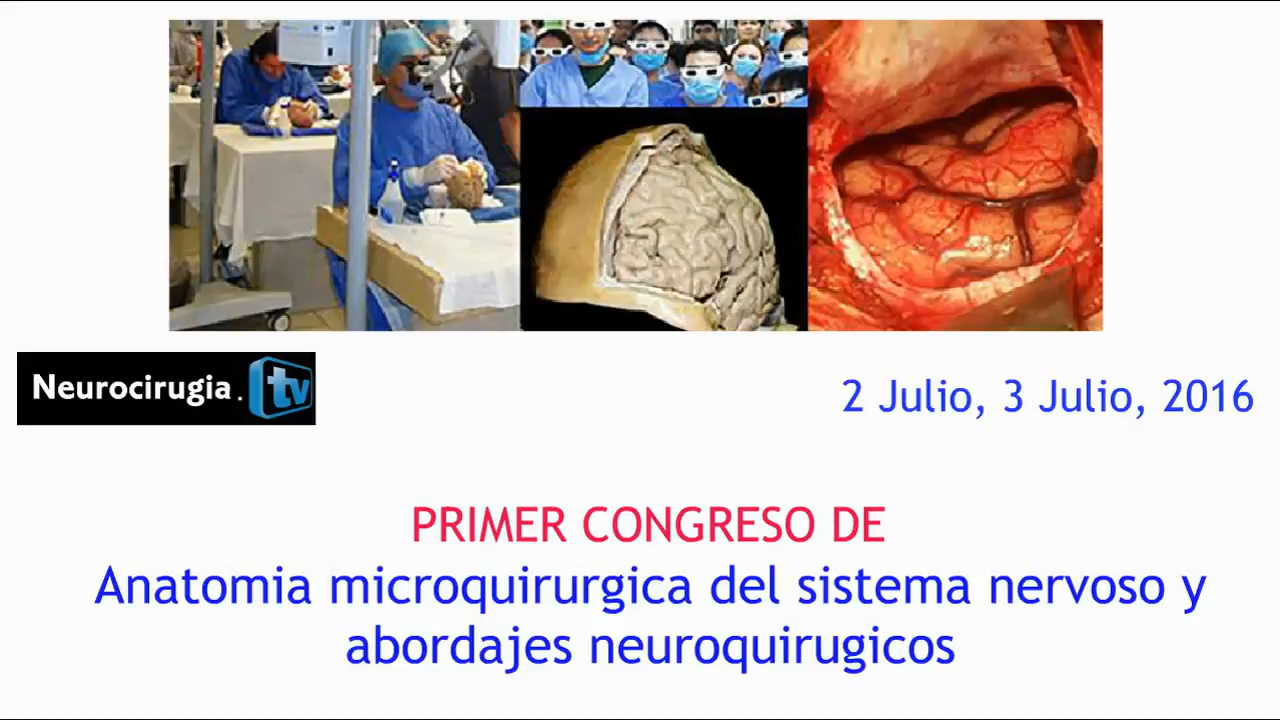 Neurocirugia.tv
2 Julio, 3 Julio, 2016
PRIMER CONGRESO DE
Anatomia microquirurgica del sistema nervoso y
abordajes neuroquirugicos